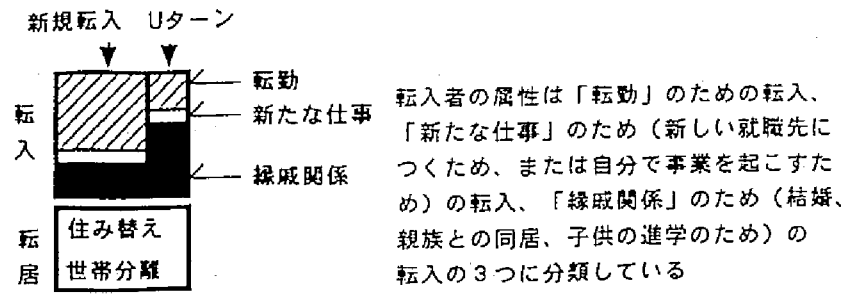 新規転入 Uターン
転入
転勤
新たな仕事
縁戚関係
転居
住み替え
世帯分離
転入者の属性は「転勤」のための転入、
「新たな仕事」のため（新しい就職先に
つくため、または自分で事業を起こすた
め）の転入、「縁戚関係」のため（結婚、
親族との同居、子供の進学のため）の
転入の3つに分類している